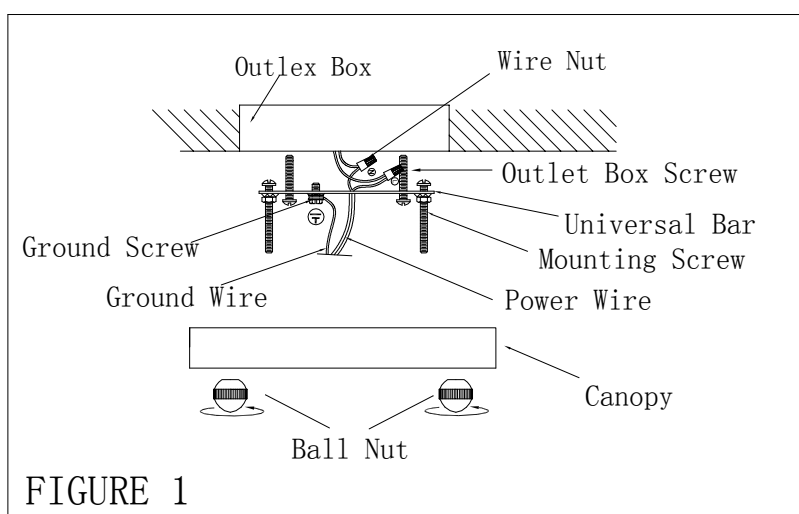 Outlex Box
Wire Nut
Outlet Box Screw
Universal Bar
Ground Screw
Mounting Screw
Ground Wire
Power Wire
Canopy
Ball Nut
FIGURE 1